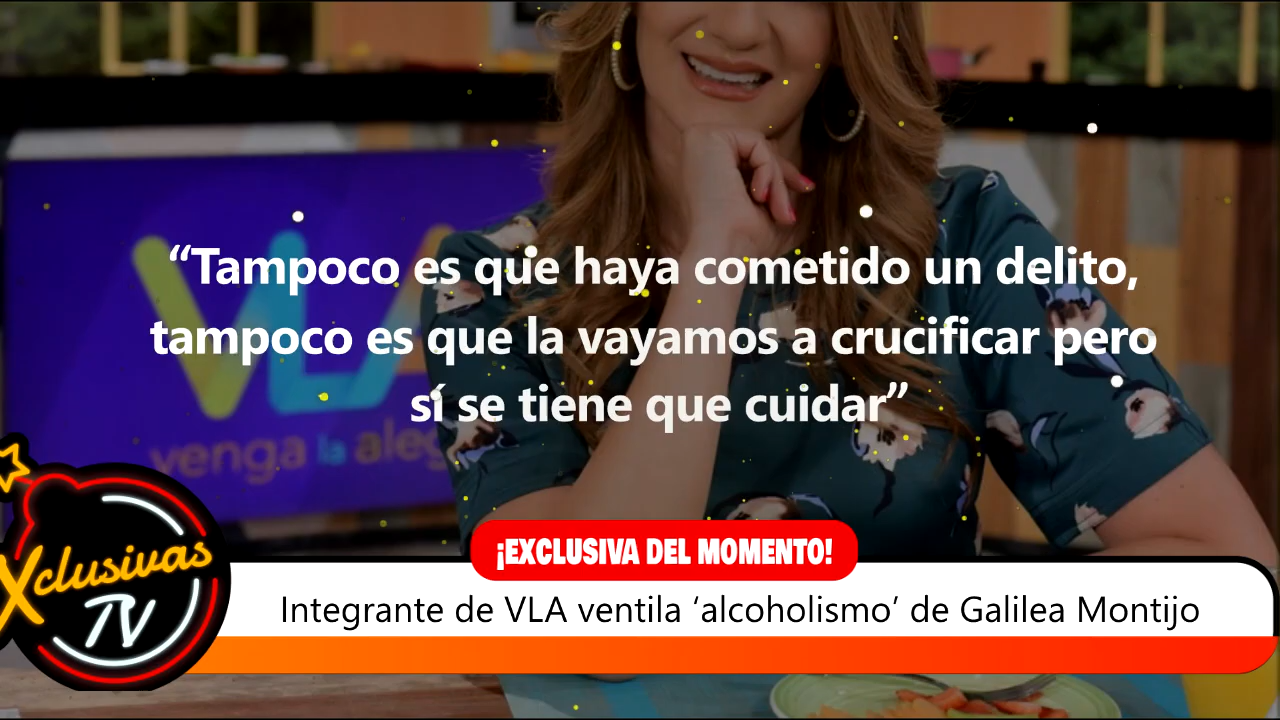 VLA
venga la aleg
“Tampoco es que haya cometido un delito,
tampoco es que la vayamos a crucificar pero
sí se tiene que cuidar”
¡EXCLUSIVA DEL MOMENTO!
Integrante de VLA ventila ‘alcoholismo’ de Galilea Montijo
Xclusivas
TV